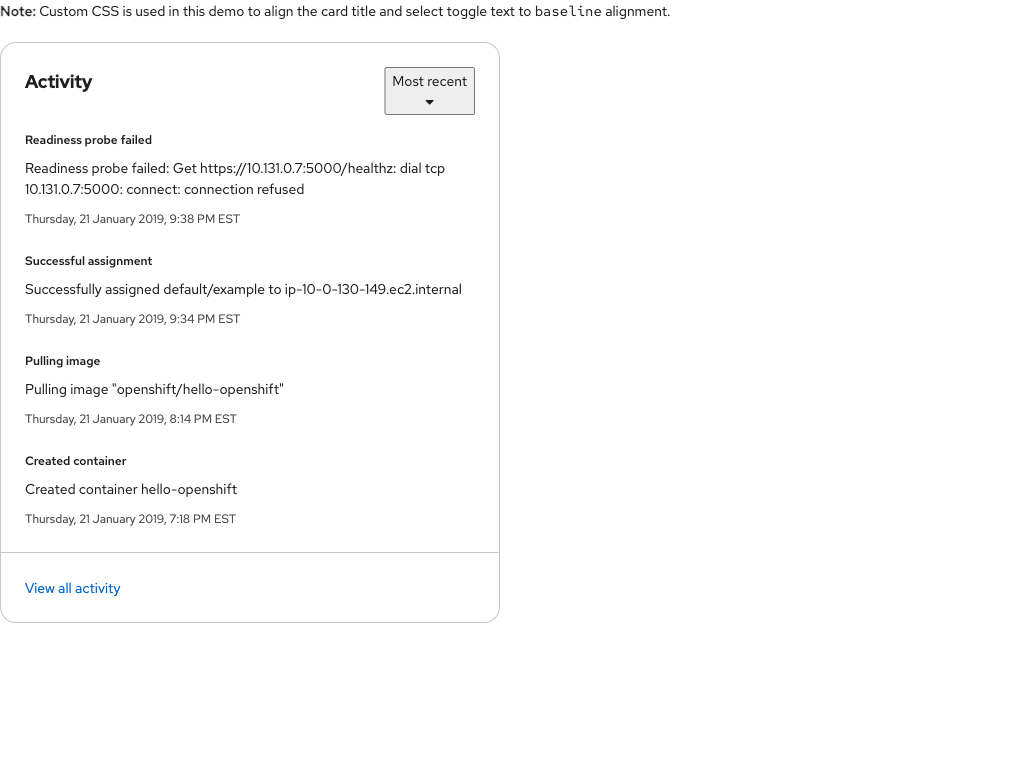 Note: Custom CSS is used in this demo to align the card title and select toggle text to baseline alignment.
Activity
Most recent
Readiness probe failed
Readiness probe failed: Get https://10.131.0.7:5000/healthz: dial tcp
10.131.0.7:5000: connect: connection refused
Thursday, 21 January 2019, 9:38 PM EST
Successful assignment
Successfully assigned default/example to ip-10-0-130-149.ec2.internal
Thursday, 21 January 2019, 9:34 PM EST
Pulling image
Pulling image "openshift/hello-openshift"
Thursday, 21 January 2019, 8:14 PM EST
Created container
Created container hello-openshift
Thursday, 21 January 2019, 7:18 PM EST
View all activity